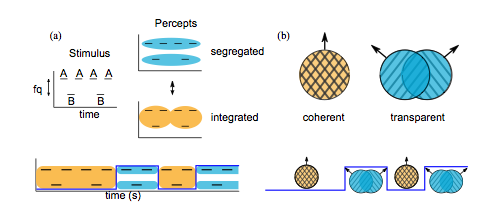 (a)
Stimulus
A A A A
B B
fq
time
Percepts
segregated
integrated
time (s)
(b)
coherent
transparent